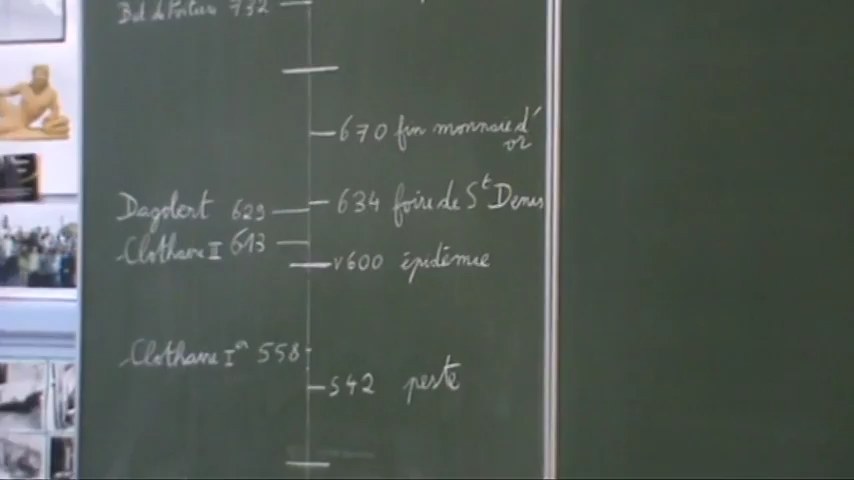 Bat de Poitiers 732
670 fin monnaie d'
or
Dagobert 629
634 foire de St Denis
Clothaire II 613
v 600 épidémie
Clothaire Ier 558
542 peste